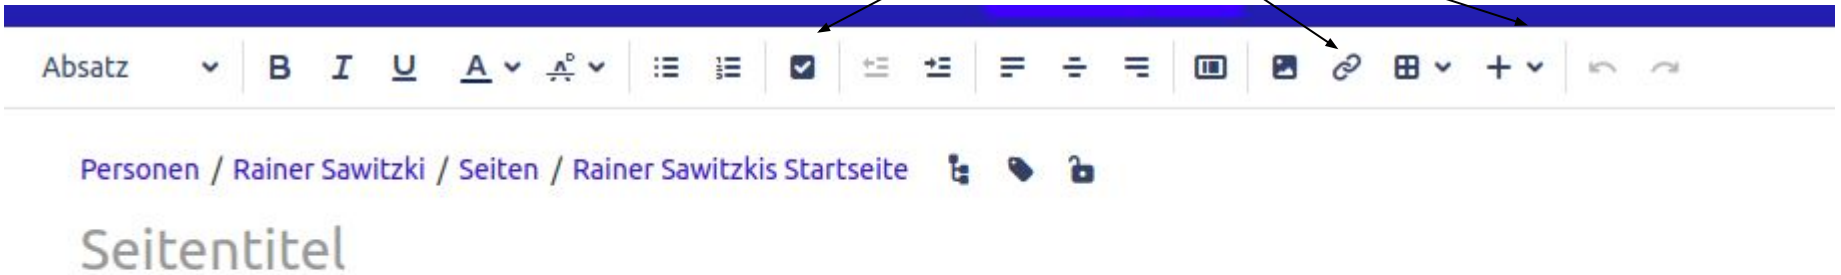 Absatz B I U A
Personen / Rainer Sawitzki / Seiten / Rainer Sawitzkis Startseite
Seitentitel